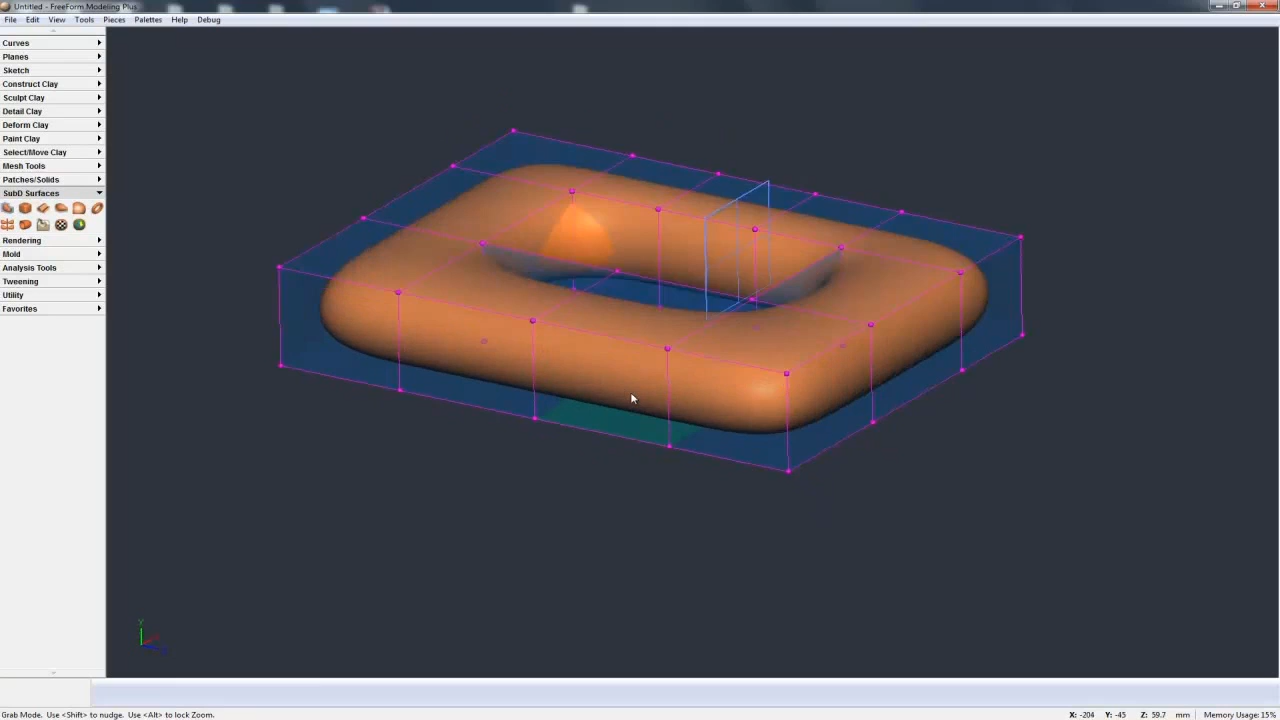 Untitled - FreeForm Modeling Plus
File Edit View Tools Pieces Palettes Help Debug
Curves
Planes
Sketch
Construct Clay
Sculpt Clay
Detail Clay
Deform Clay
Paint Clay
Select/Move Clay
Mesh Tools
Patches/Solids
SubD Surfaces
Rendering
Mold
Analysis Tools
Tweening
Utility
Favorites
Y
Grab Mode. Use <Shift> to nudge. Use <Alt> to lock Zoom. X: -204 Y: -45 Z: 59.7 mm Memory Usage: 15%